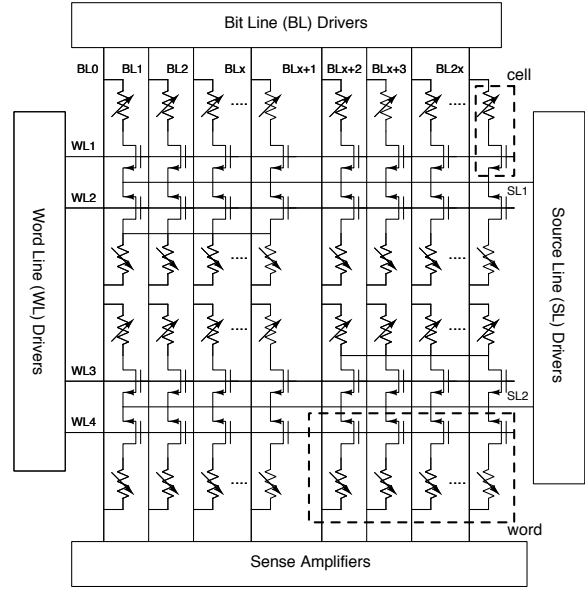 Bit Line (BL) Drivers
BL0 BL1 BL2 BLx BLx+1 BLx+2 BLx+3 BL2x
....
....
cell
WL1
SL1
WL2
....
....
Word Line (WL) Drivers
Source Line (SL) Drivers
....
....
WL3
SL2
WL4
....
....
word
Sense Amplifiers